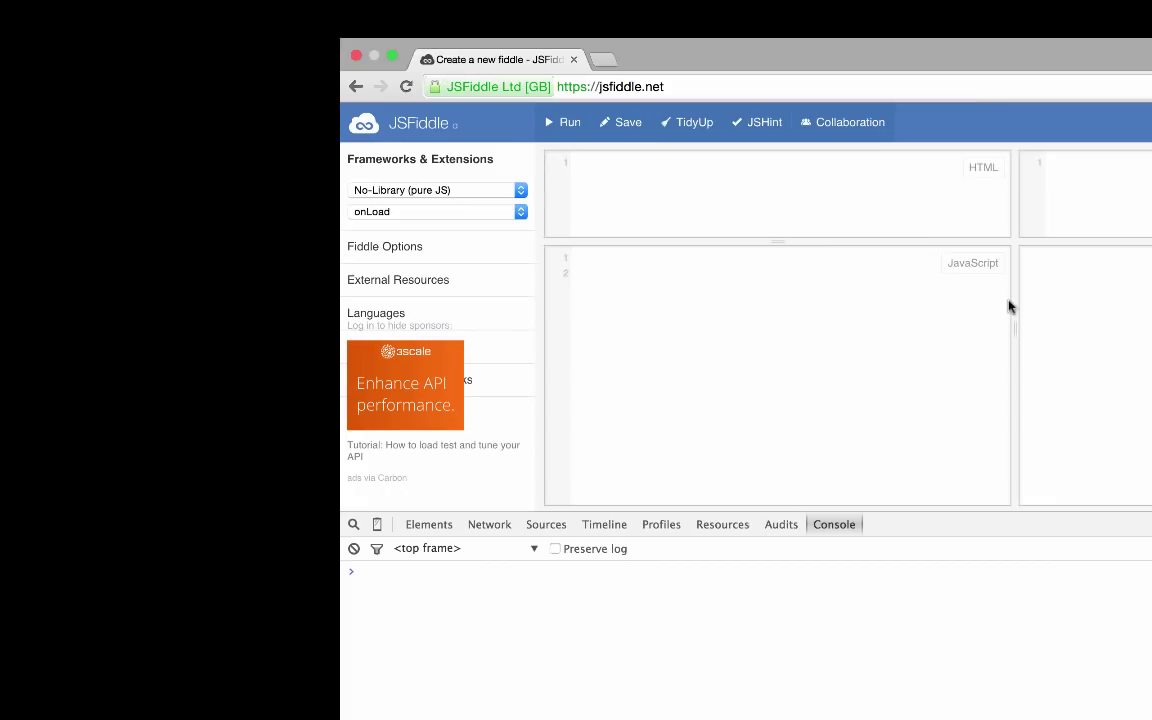 Create a new fiddle - JSFidd
JSFiddle Ltd [GB] https://jsfiddle.net
JSFiddle α
Run Save TidyUp JSHint Collaboration
Frameworks & Extensions
No-Library (pure JS)
onLoad
Fiddle Options
External Resources
Languages
Log in to hide sponsors:
3scale
Enhance API
performance.
ks
Tutorial: How to load test and tune your
API
ads via Carbon
1
HTML
1
1
2
JavaScript
Elements Network Sources Timeline Profiles Resources Audits Console
<top frame> Preserve log
>